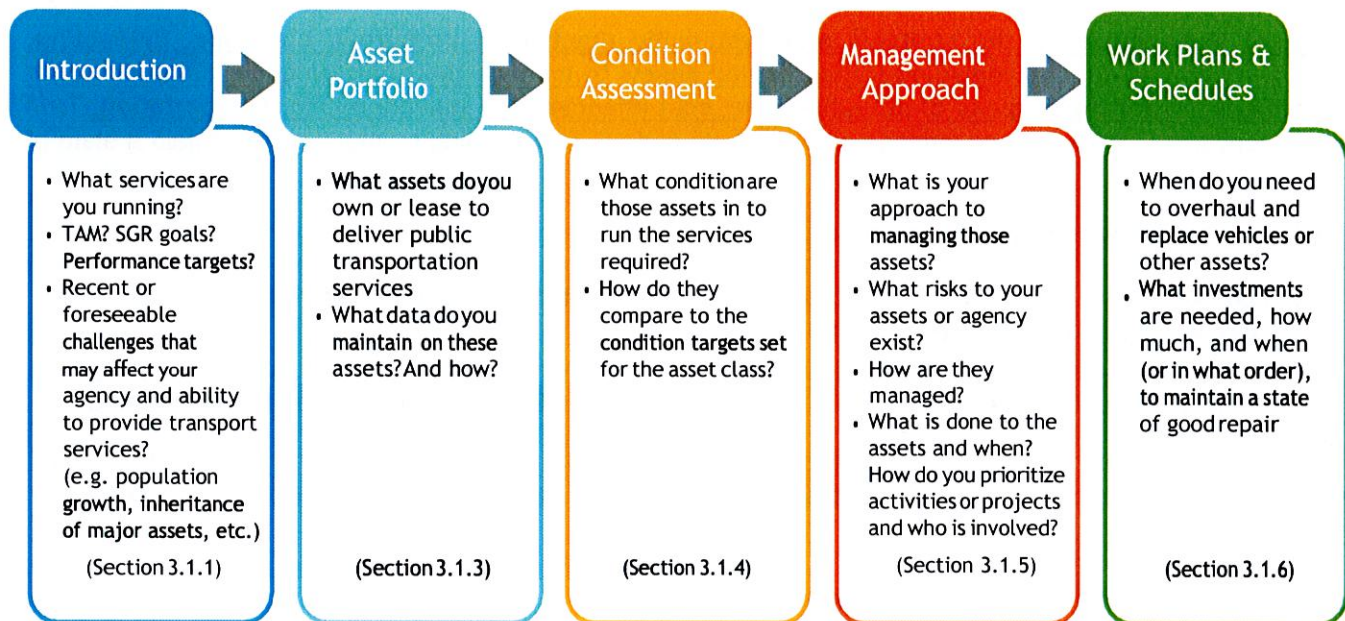 Introduction
Asset
Portfolio
Condition
Assessment
Management
Approach
Work Plans &
Schedules
• What services are
you running?
• TAM? SGR goals?
Performance targets?
• Recent or
foreseeable
challenges that
may affect your
agency and ability
to provide transport
services?
(e.g. population
growth, inheritance
of major assets, etc.)
(Section 3.1.1)
• What assets do you
own or lease to
deliver public
transportation
services
• What data do you
maintain on these
assets? And how?
(Section 3.1.3)
• What condition are
those assets in to
run the services
required?
• How do they
compare to the
condition targets set
for the asset class?
(Section 3.1.4)
• What is your
approach to
managing those
assets?
• What risks to your
assets or agency
exist?
• How are they
managed?
• What is done to the
assets and when?
How do you prioritize
activities or projects
and who is involved?
(Section 3.1.5)
• When do you need
to overhaul and
replace vehicles or
other assets?
• What investments
are needed, how
much, and when
(or in what order),
to maintain a state
of good repair
(Section 3.1.6)